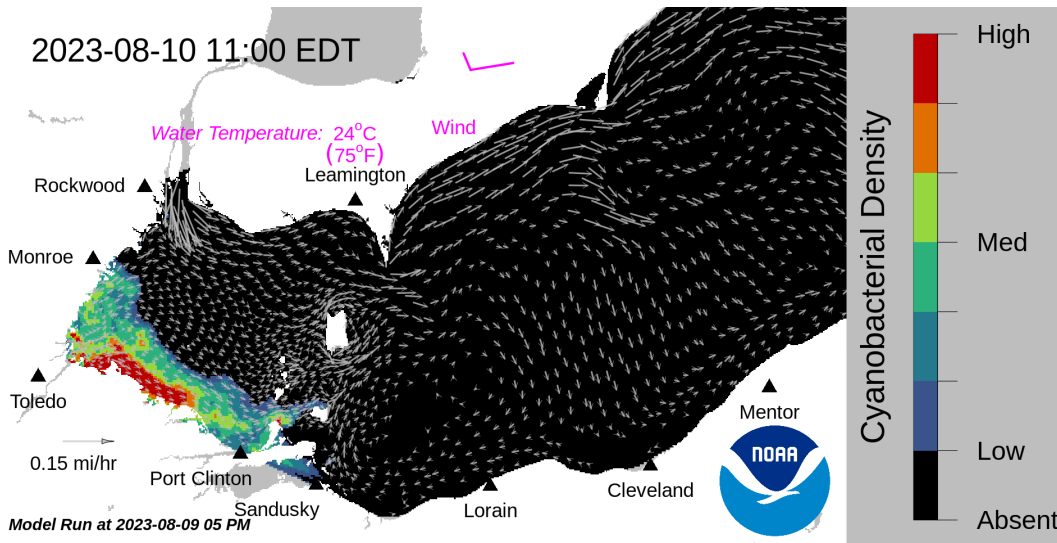 2023-08-10 11:00 EDT
High
Wind
Water Temperature: 24°C
(75°F)
Leamington
Rockwood
Monroe
Med
Cyanobacterial Density
Toledo
Mentor
NOAA
0.15 mi/hr
Port Clinton
Low
Cleveland
Sandusky
Lorain
Model Run at 2023-08-09 05 PM
Absent